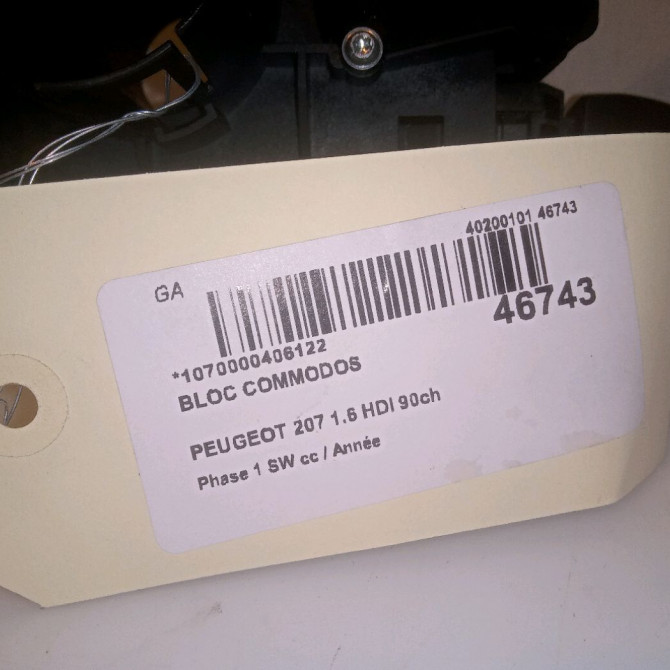 40200101 46743
GA
46743
*1070000406122
BLOC COMMODOS
PEUGEOT 207 1.6 HDI 90ch
Phase 1 SW cc / Année